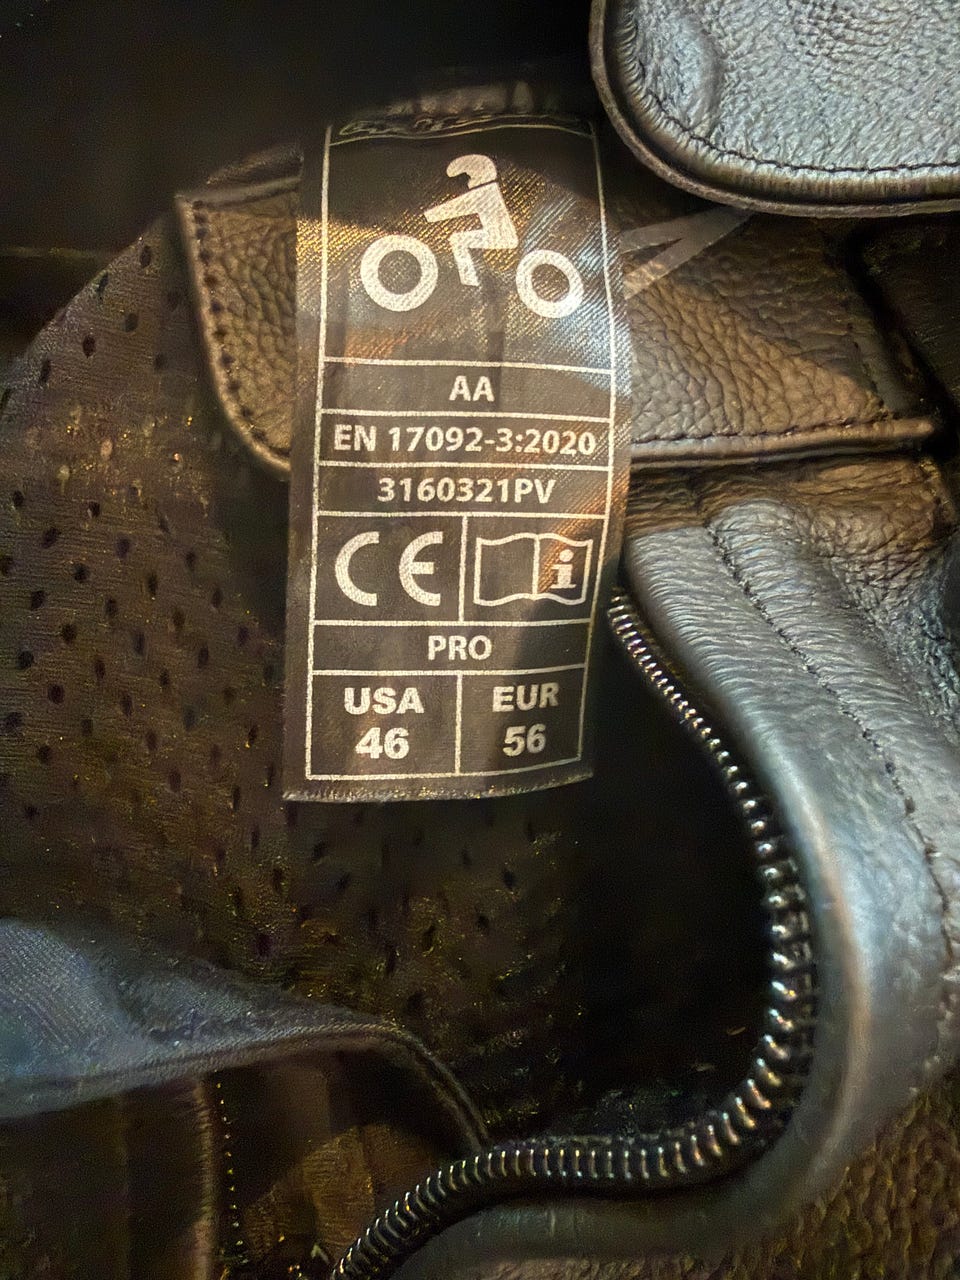 AA
EN 17092-3:2020
3160321PV
CE i
PRO
USA EUR
46 56